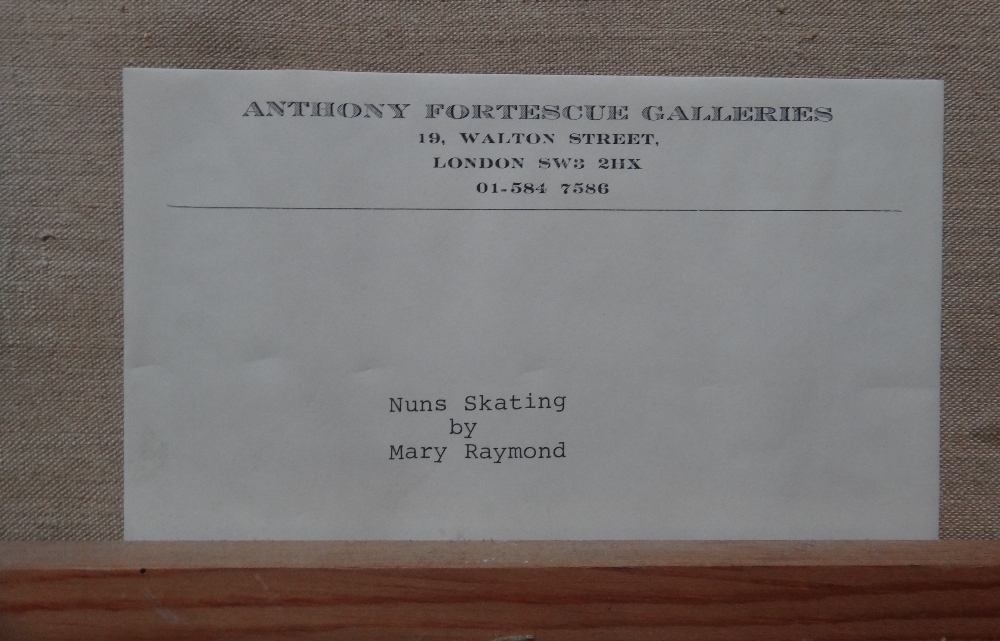 ANTHONY FORTESCUE GALLERIES
19, WALTON STREET,
LONDON SW3 2HX
01-584 7586
Nuns Skating
by
Mary Raymond